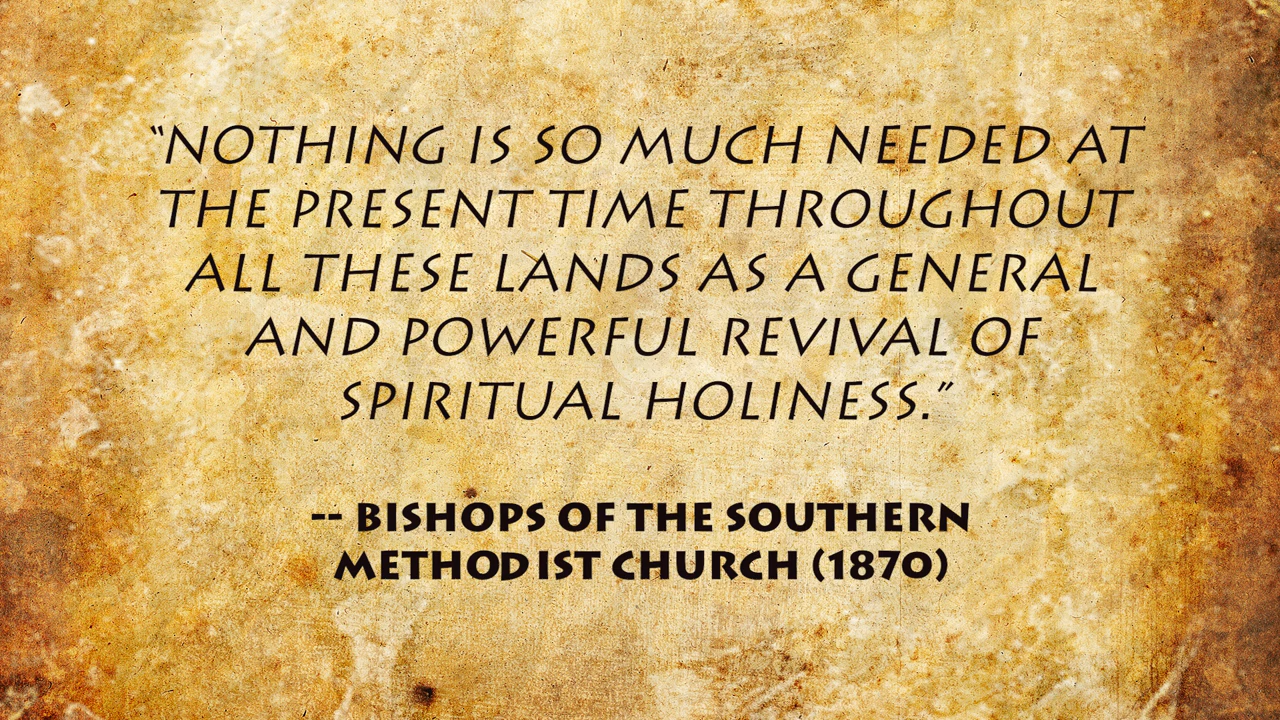 “NOTHING IS SO MUCH NEEDED AT
THE PRESENT TIME THROUGHOUT
ALL THESE LANDS AS A GENERAL
AND POWERFUL REVIVAL OF
SPIRITUAL HOLINESS.”
-- BISHOPS OF THE SOUTHERN
METHODIST CHURCH (1870)